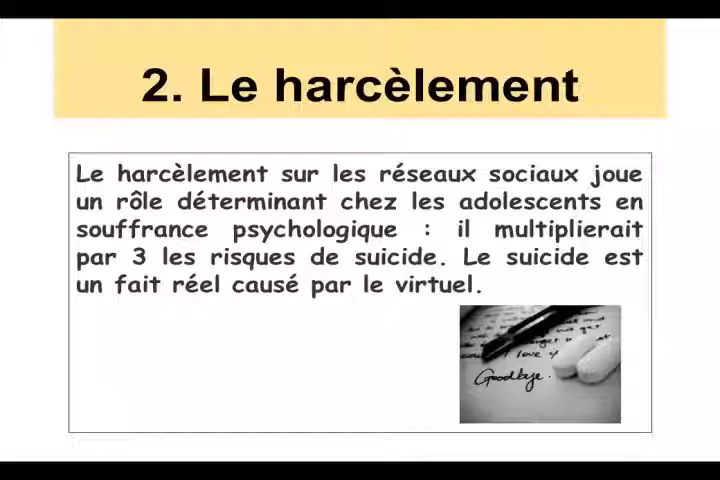 2. Le harcèlement
Le harcèlement sur les réseaux sociaux joue
un rôle déterminant chez les adolescents en
souffrance psychologique : il multiplierait
par 3 les risques de suicide. Le suicide est
un fait réel causé par le virtuel.
I love y
Goodbye.